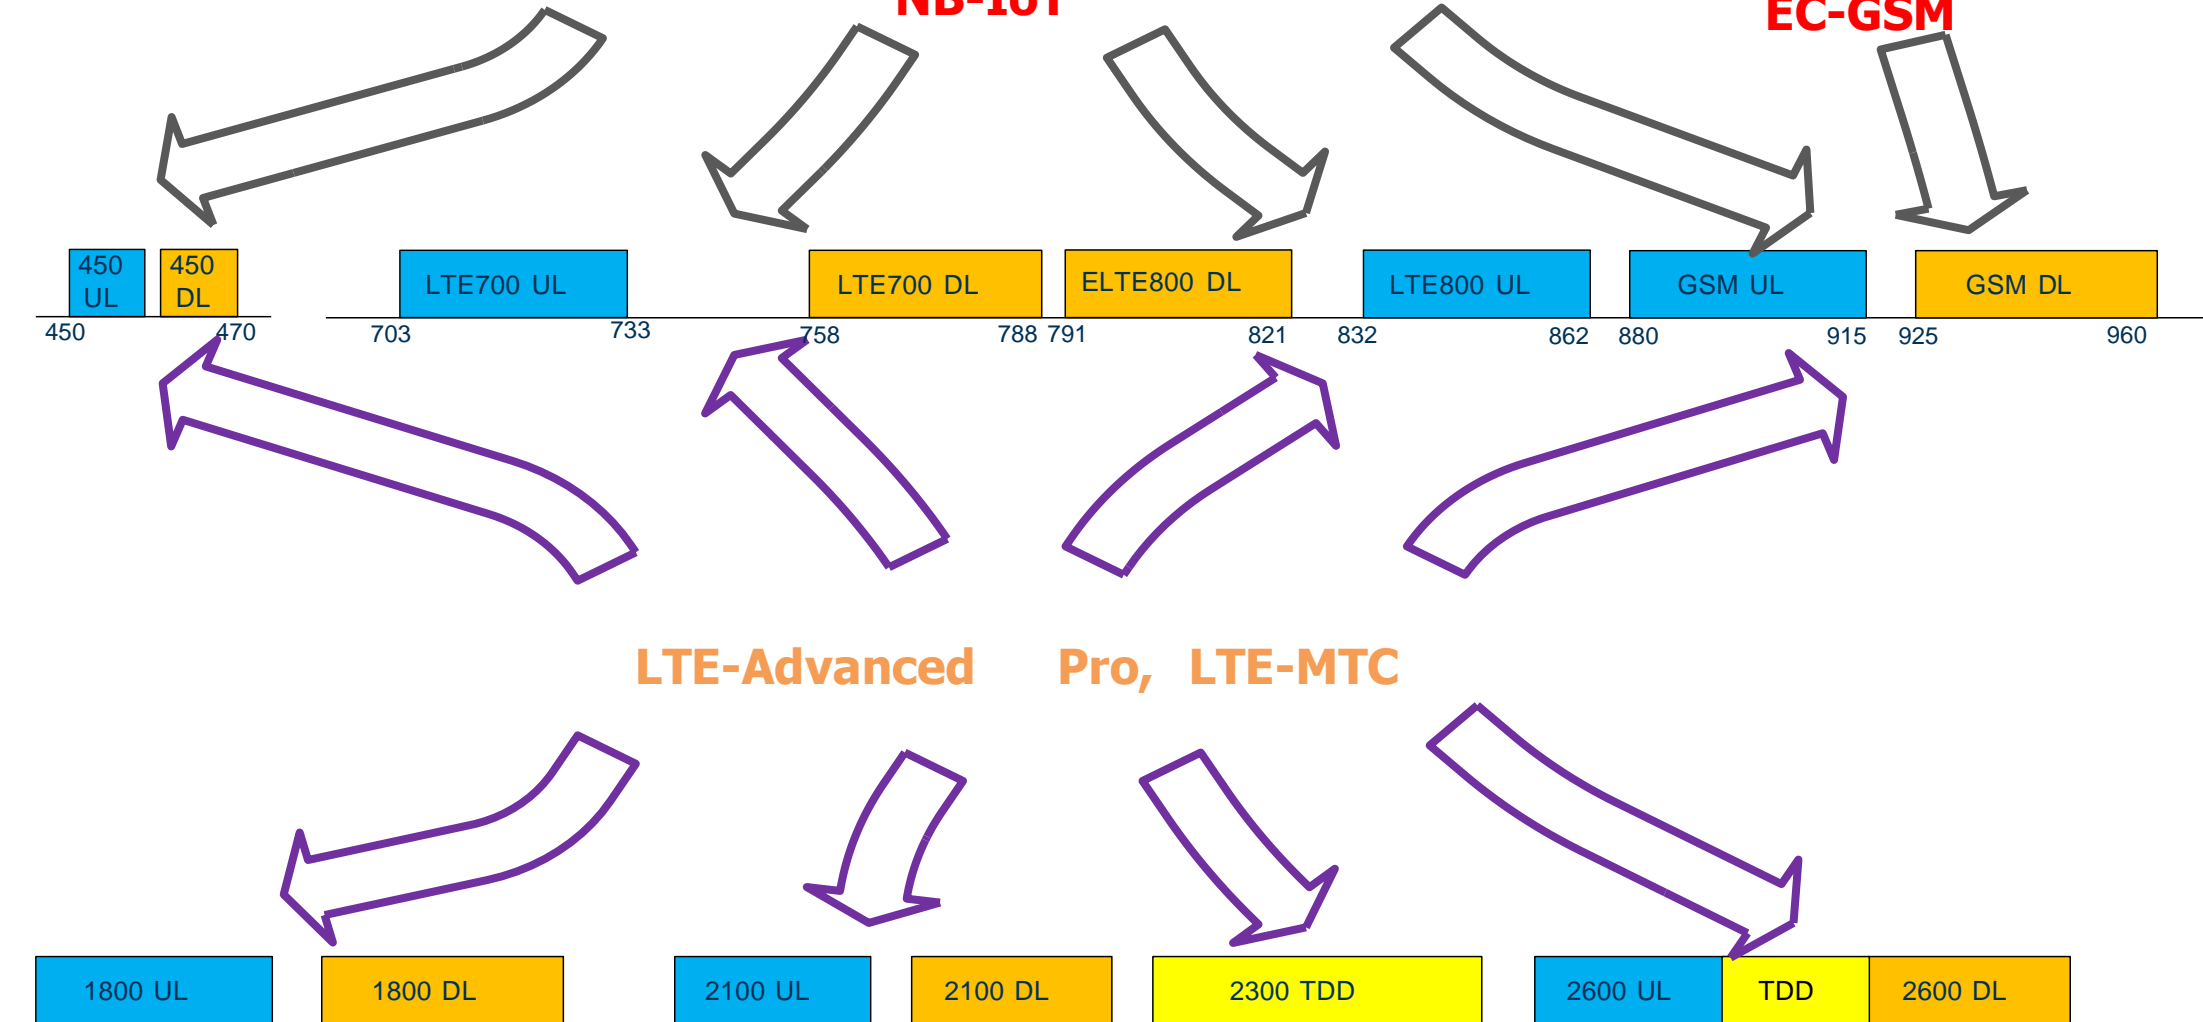 NB-IoT
EC-GSM
450 UL
450 DL
LTE700 UL
LTE700 DL
ELTE800 DL
LTE800 UL
GSM UL
GSM DL
450
470
703
733
758
788
791
821
832
862
880
915
925
960
LTE-Advanced Pro, LTE-MTC
1800 UL
1800 DL
2100 UL
2100 DL
2300 TDD
2600 UL
TDD
2600 DL